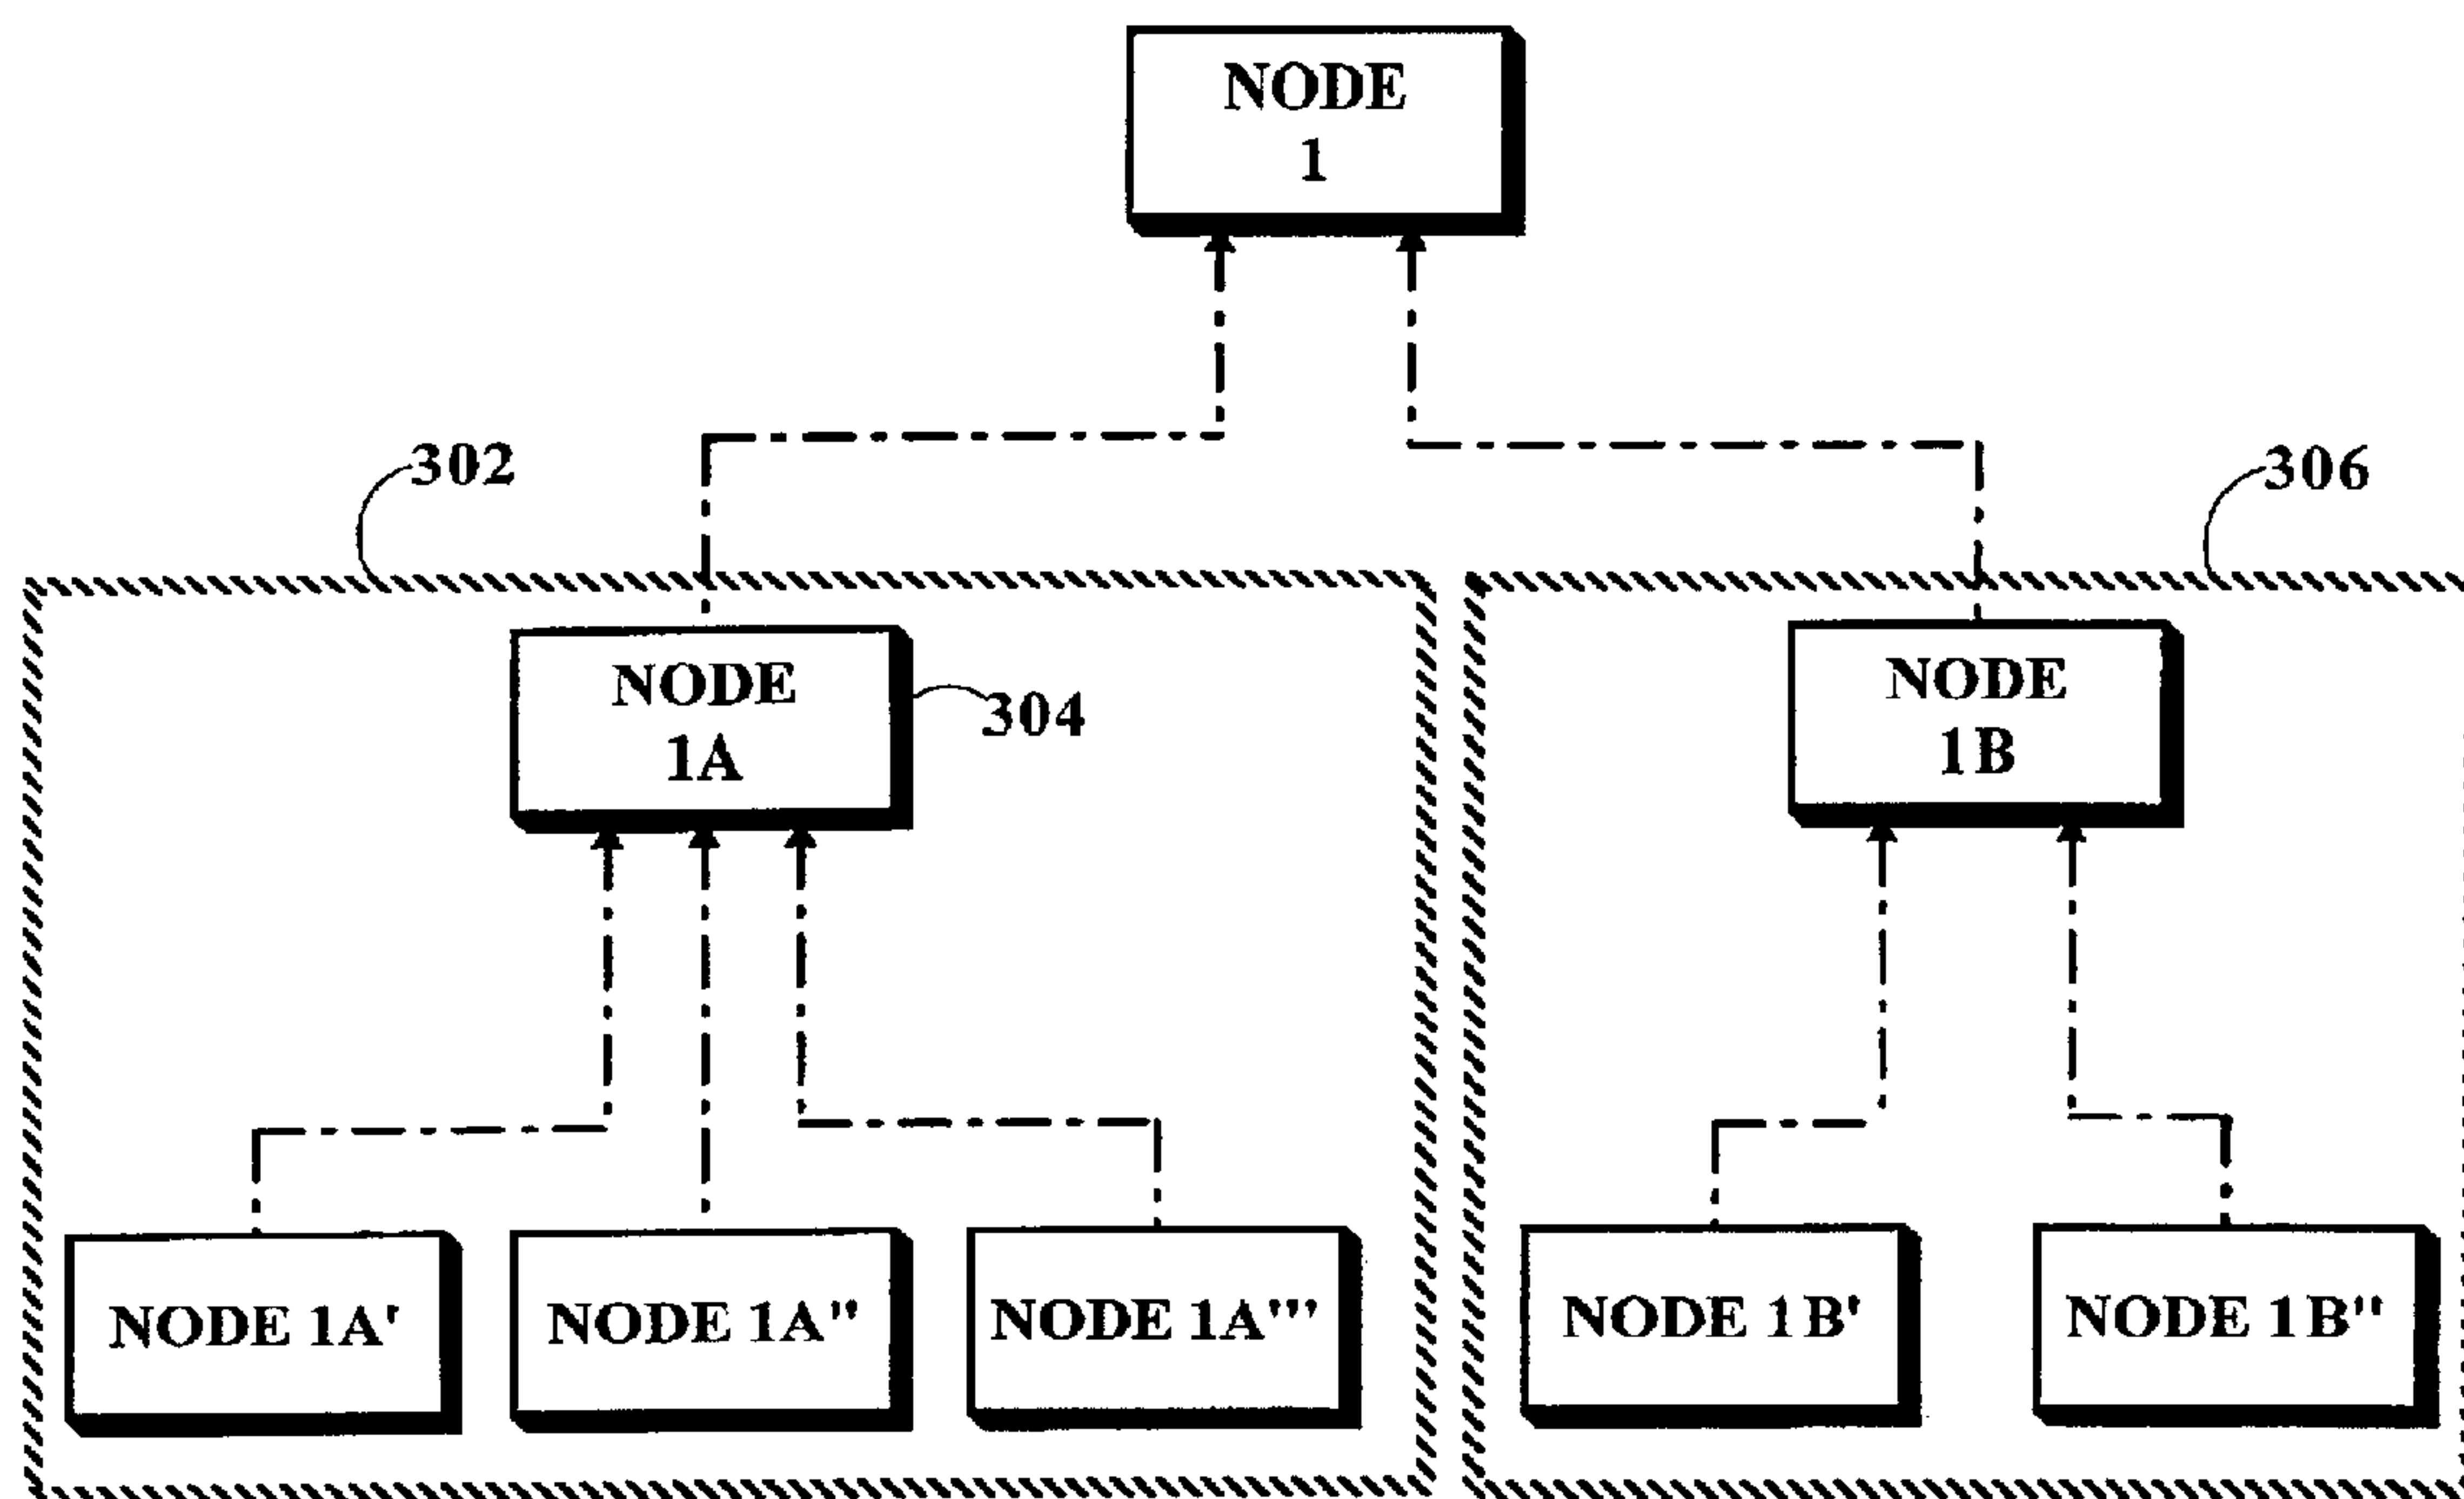 NODE
1
302
306
NODE
1A
304
NODE
1B
NODE 1A'
NODE 1A"
NODE 1A'"
NODE 1B'
NODE 1B"